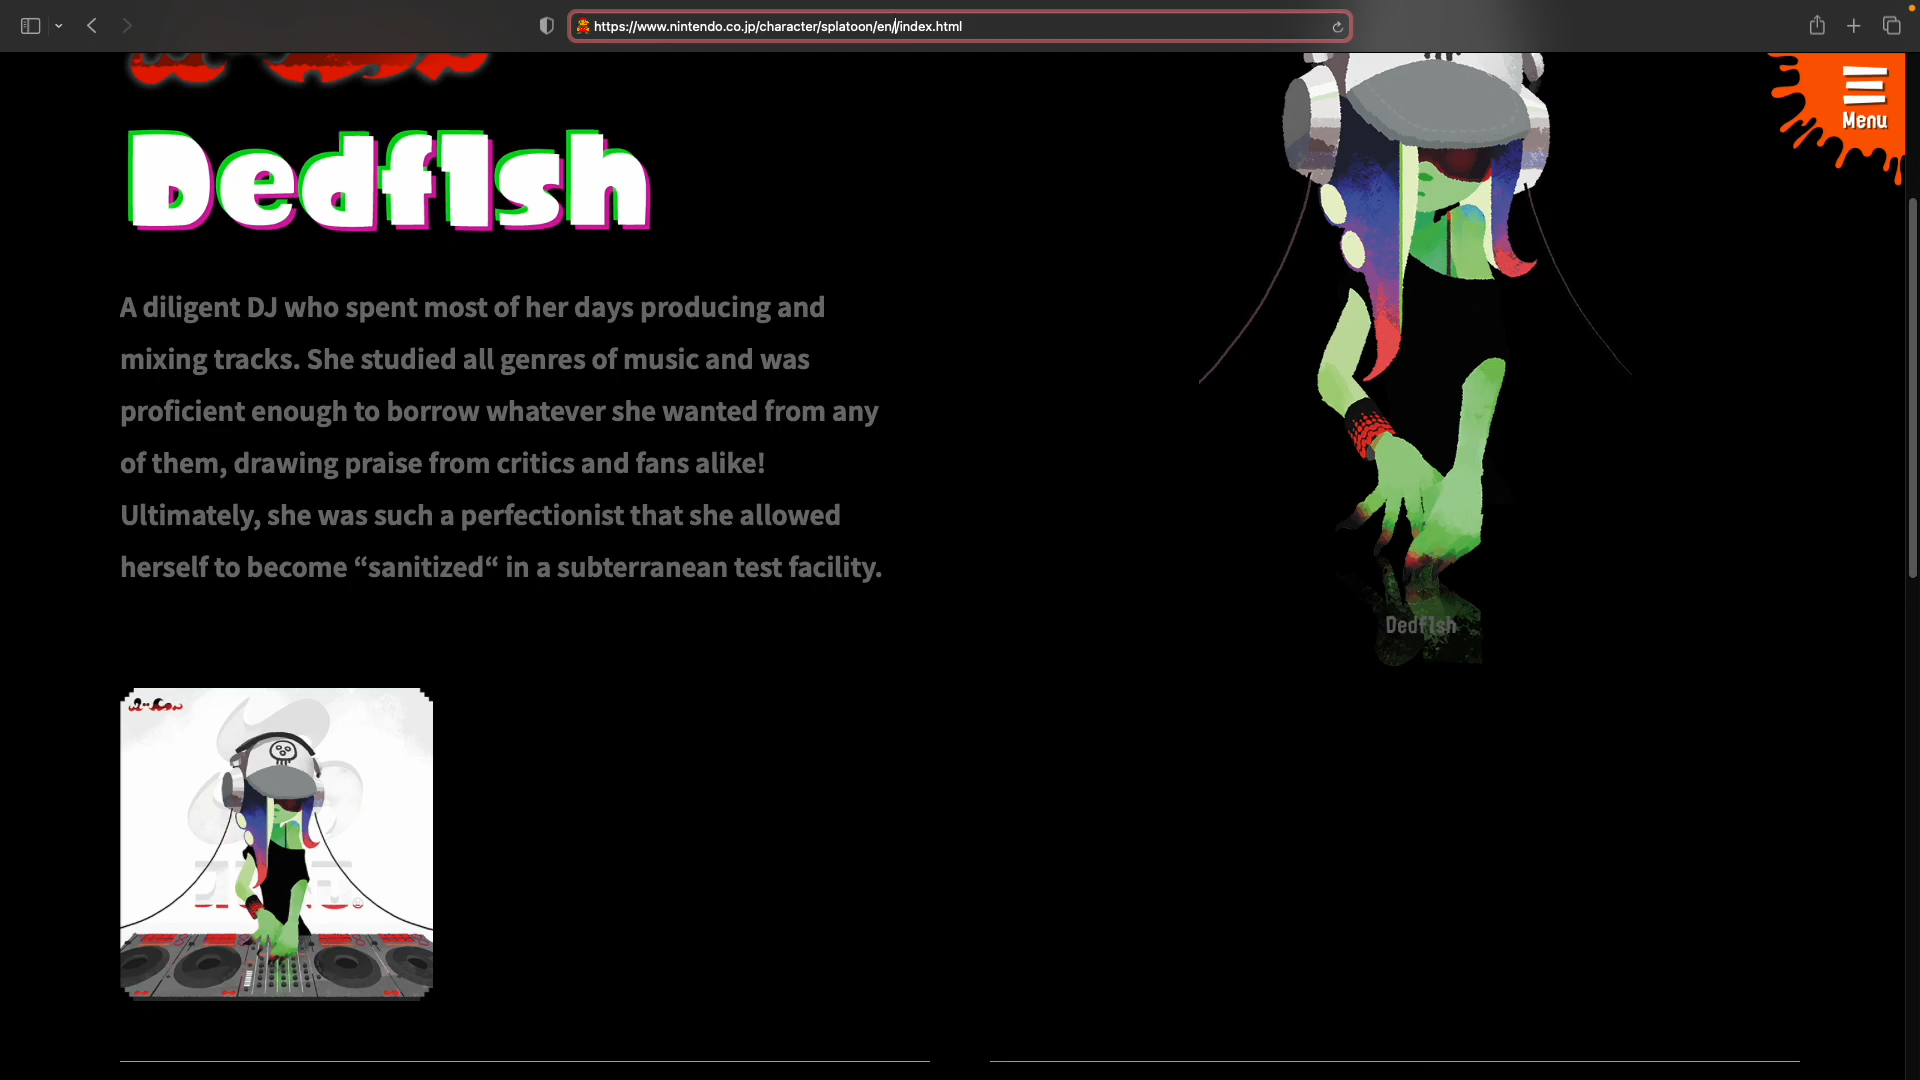 https://www.nintendo.co.jp/character/splatoon/en//index.html
Menu
Dedf1sh
A diligent DJ who spent most of her days producing and
mixing tracks. She studied all genres of music and was
proficient enough to borrow whatever she wanted from any
of them, drawing praise from critics and fans alike!
Ultimately, she was such a perfectionist that she allowed
herself to become “sanitized“ in a subterranean test facility.
Dedf1sh